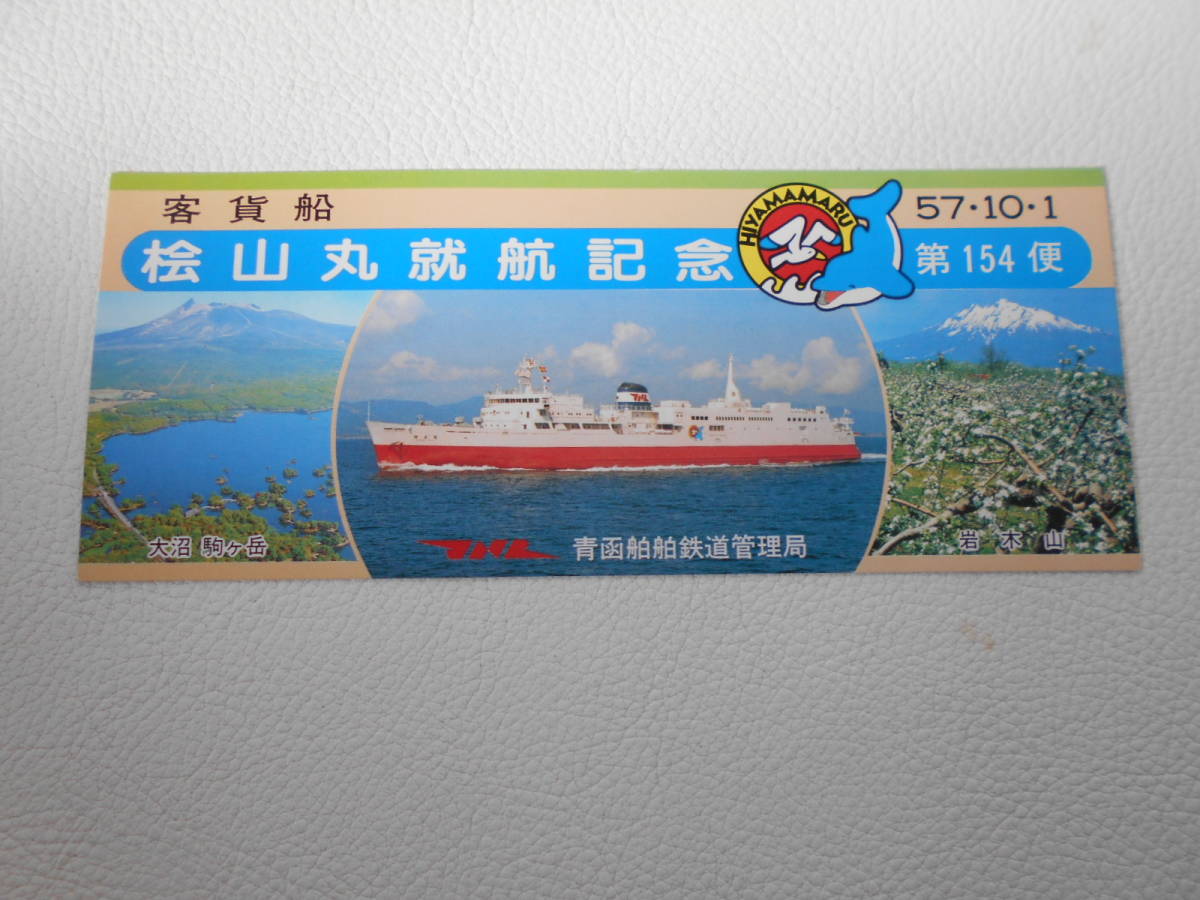 客貨船
HIYAMAMARU
57・10・1
桧山丸就航記念
第154便
大沼 駒ヶ岳
JNR 青函船舶鉄道管理局
岩木山